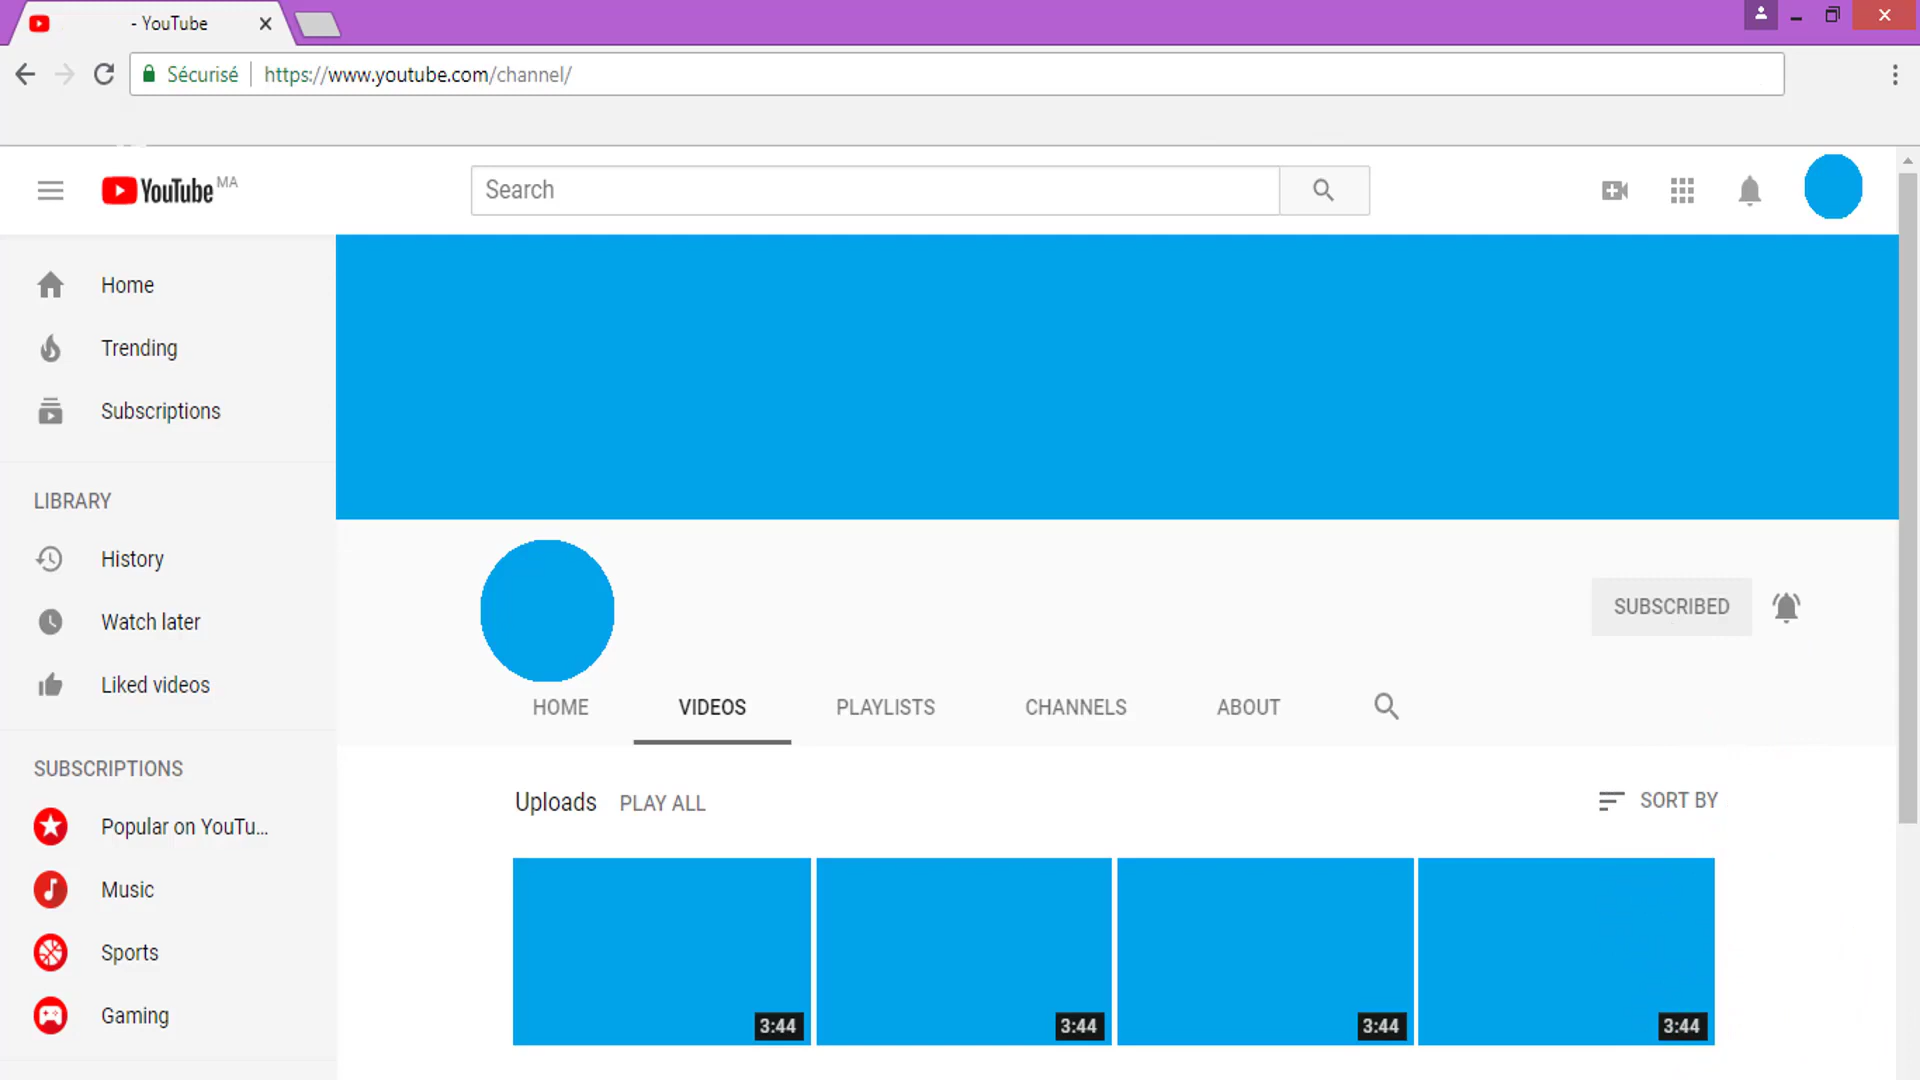 - YouTube
Sécurisé https://www.youtube.com/channel/
YouTube MA
Search
Home
Trending
Subscriptions
LIBRARY
History
Watch later
Liked videos
SUBSCRIPTIONS
Popular on YouTu...
Music
Sports
Gaming
SUBSCRIBED
HOME VIDEOS PLAYLISTS CHANNELS ABOUT
Uploads PLAY ALL SORT BY
3:44 3:44 3:44 3:44